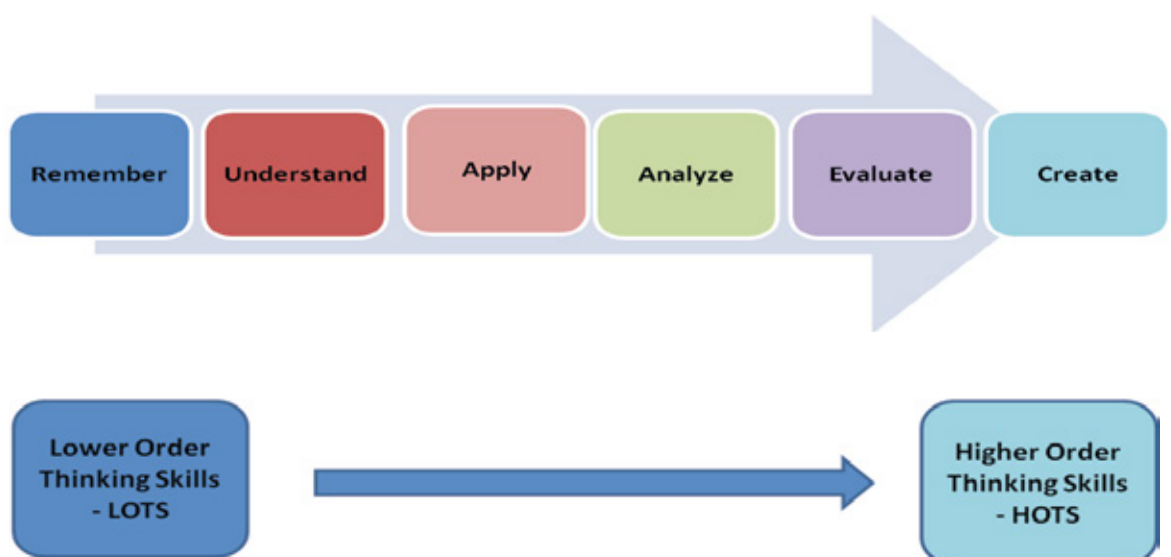 Remember
Understand
Apply
Analyze
Evaluate
Create
Lower Order
Thinking Skills
- LOTS
Higher Order
Thinking Skills
- HOTS